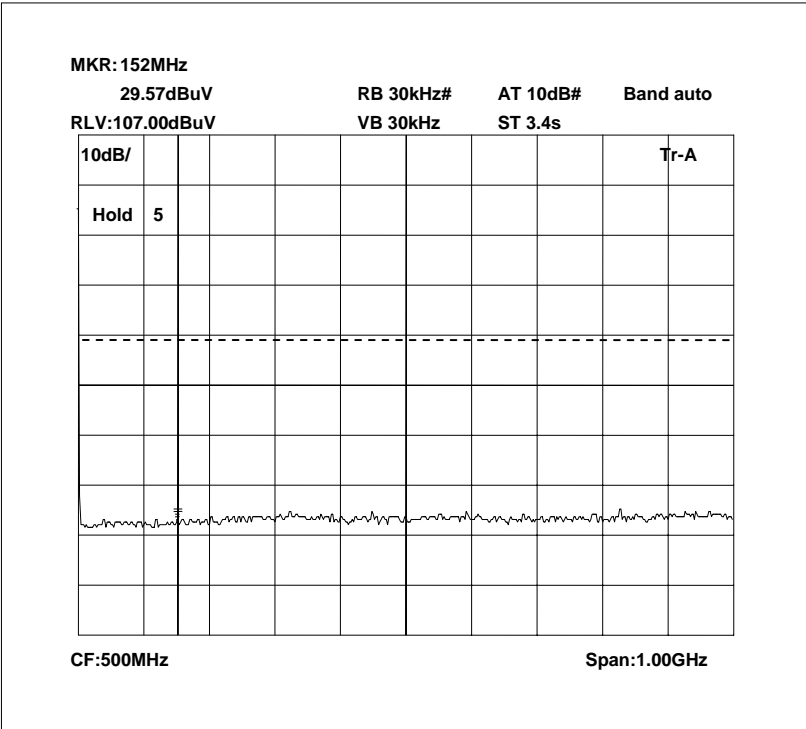 MKR:152MHz
29.57dBuV RB 30kHz# AT 10dB# Band auto
RLV:107.00dBuV VB 30kHz ST 3.4s
10dB/ Tr-A
Hold 5
CF:500MHz Span:1.00GHz